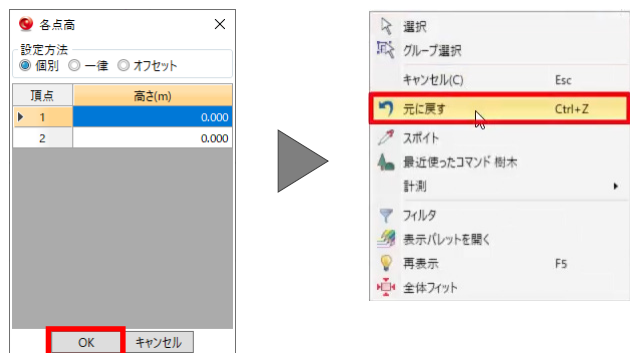 各点高
設定方法
個別 一律 オフセット
頂点 高さ(m)
1 0.000
2 0.000
OK キャンセル
選択
グループ選択
キャンセル(C) Esc
元に戻す Ctrl+Z
スポイト
最近使ったコマンド 樹木
計測
フィルタ
表示パレットを開く
再表示 F5
全体フィット